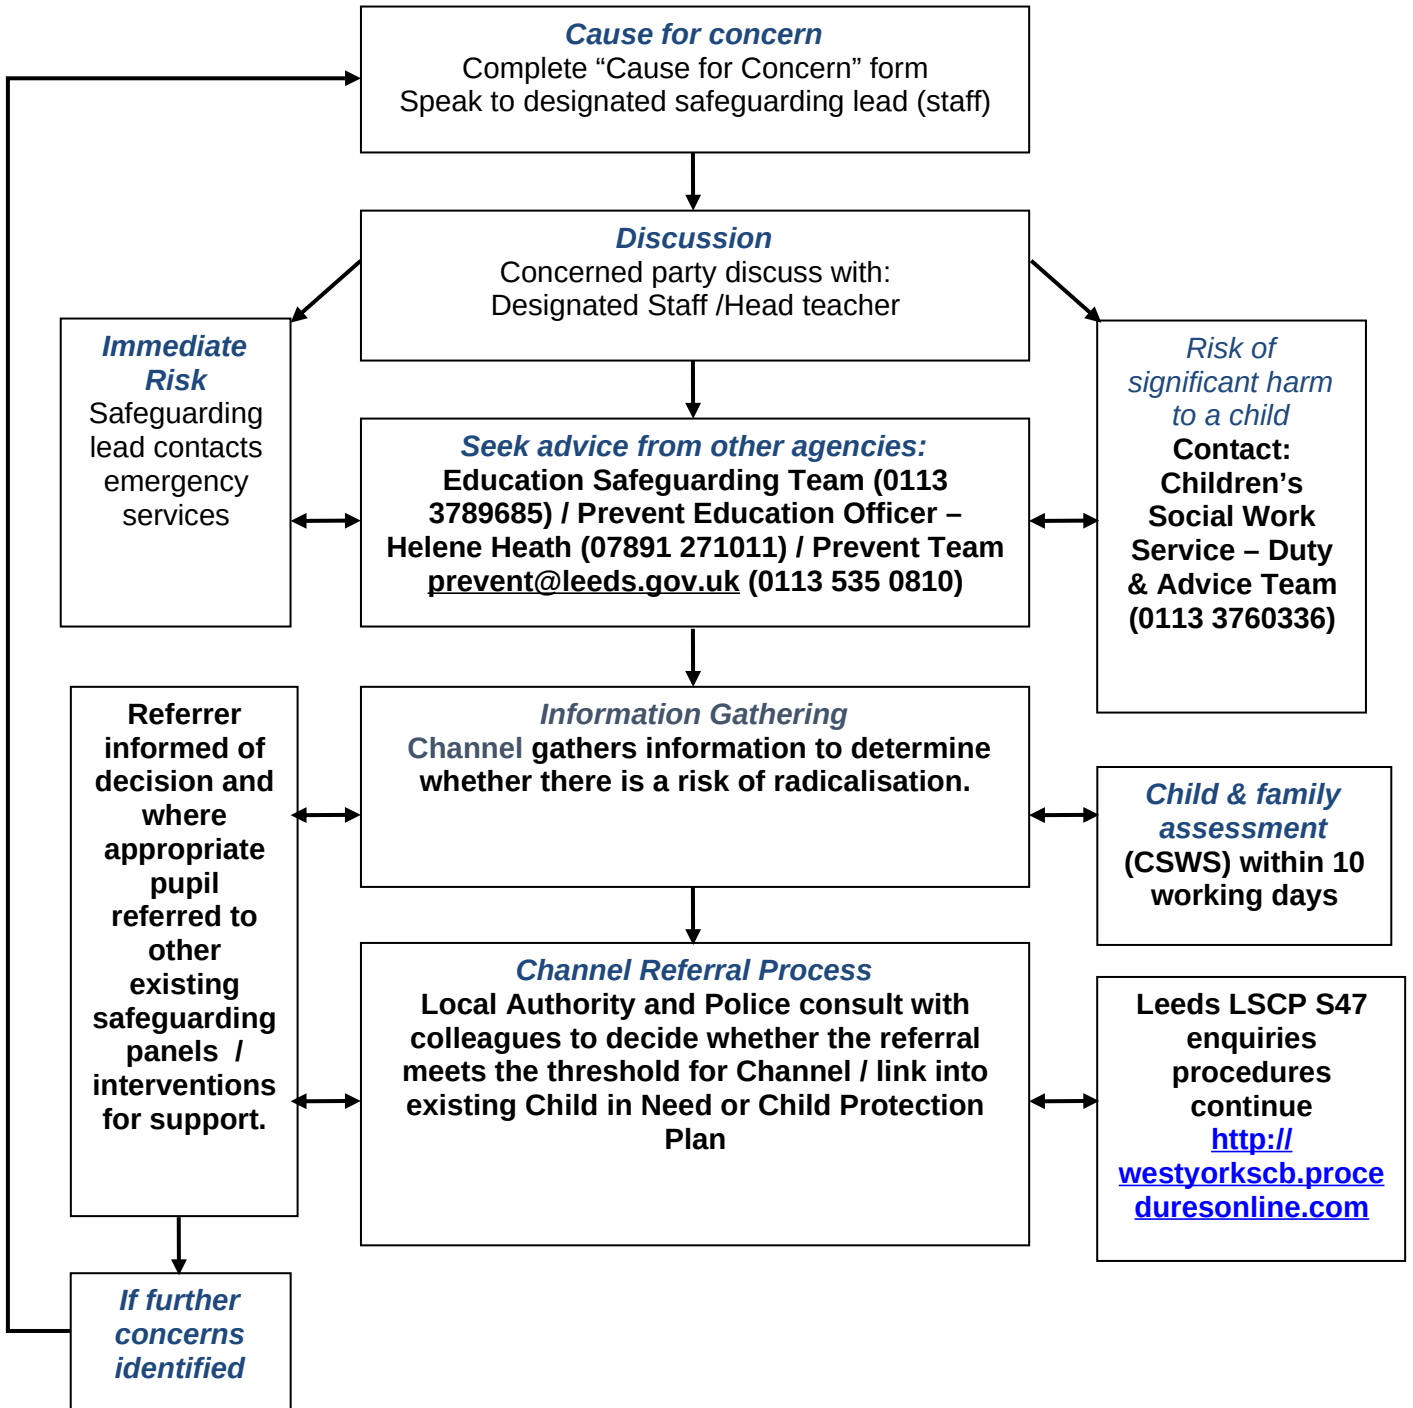 Cause for concern
Complete “Cause for Concern” form
Speak to designated safeguarding lead (staff)
Discussion
Concerned party discuss with:
Designated Staff /Head teacher
Immediate
Risk
Safeguarding
lead contacts
emergency
services
Seek advice from other agencies:
Education Safeguarding Team (0113
3789685) / Prevent Education Officer –
Helene Heath (07891 271011) / Prevent Team
prevent@leeds.gov.uk (0113 535 0810)
Risk of
significant harm
to a child
Contact:
Children’s
Social Work
Service – Duty
& Advice Team
(0113 3760336)
Referrer
informed of
decision and
where
appropriate
pupil
referred to
other
existing
safeguarding
panels /
interventions
for support.
Information Gathering
Channel gathers information to determine
whether there is a risk of radicalisation.
Child & family
assessment
(CSWS) within 10
working days
Channel Referral Process
Local Authority and Police consult with
colleagues to decide whether the referral
meets the threshold for Channel / link into
existing Child in Need or Child Protection
Plan
Leeds LSCP S47
enquiries
procedures
continue
http://
westyorkscb.proce
duresonline.com
If further
concerns
identified